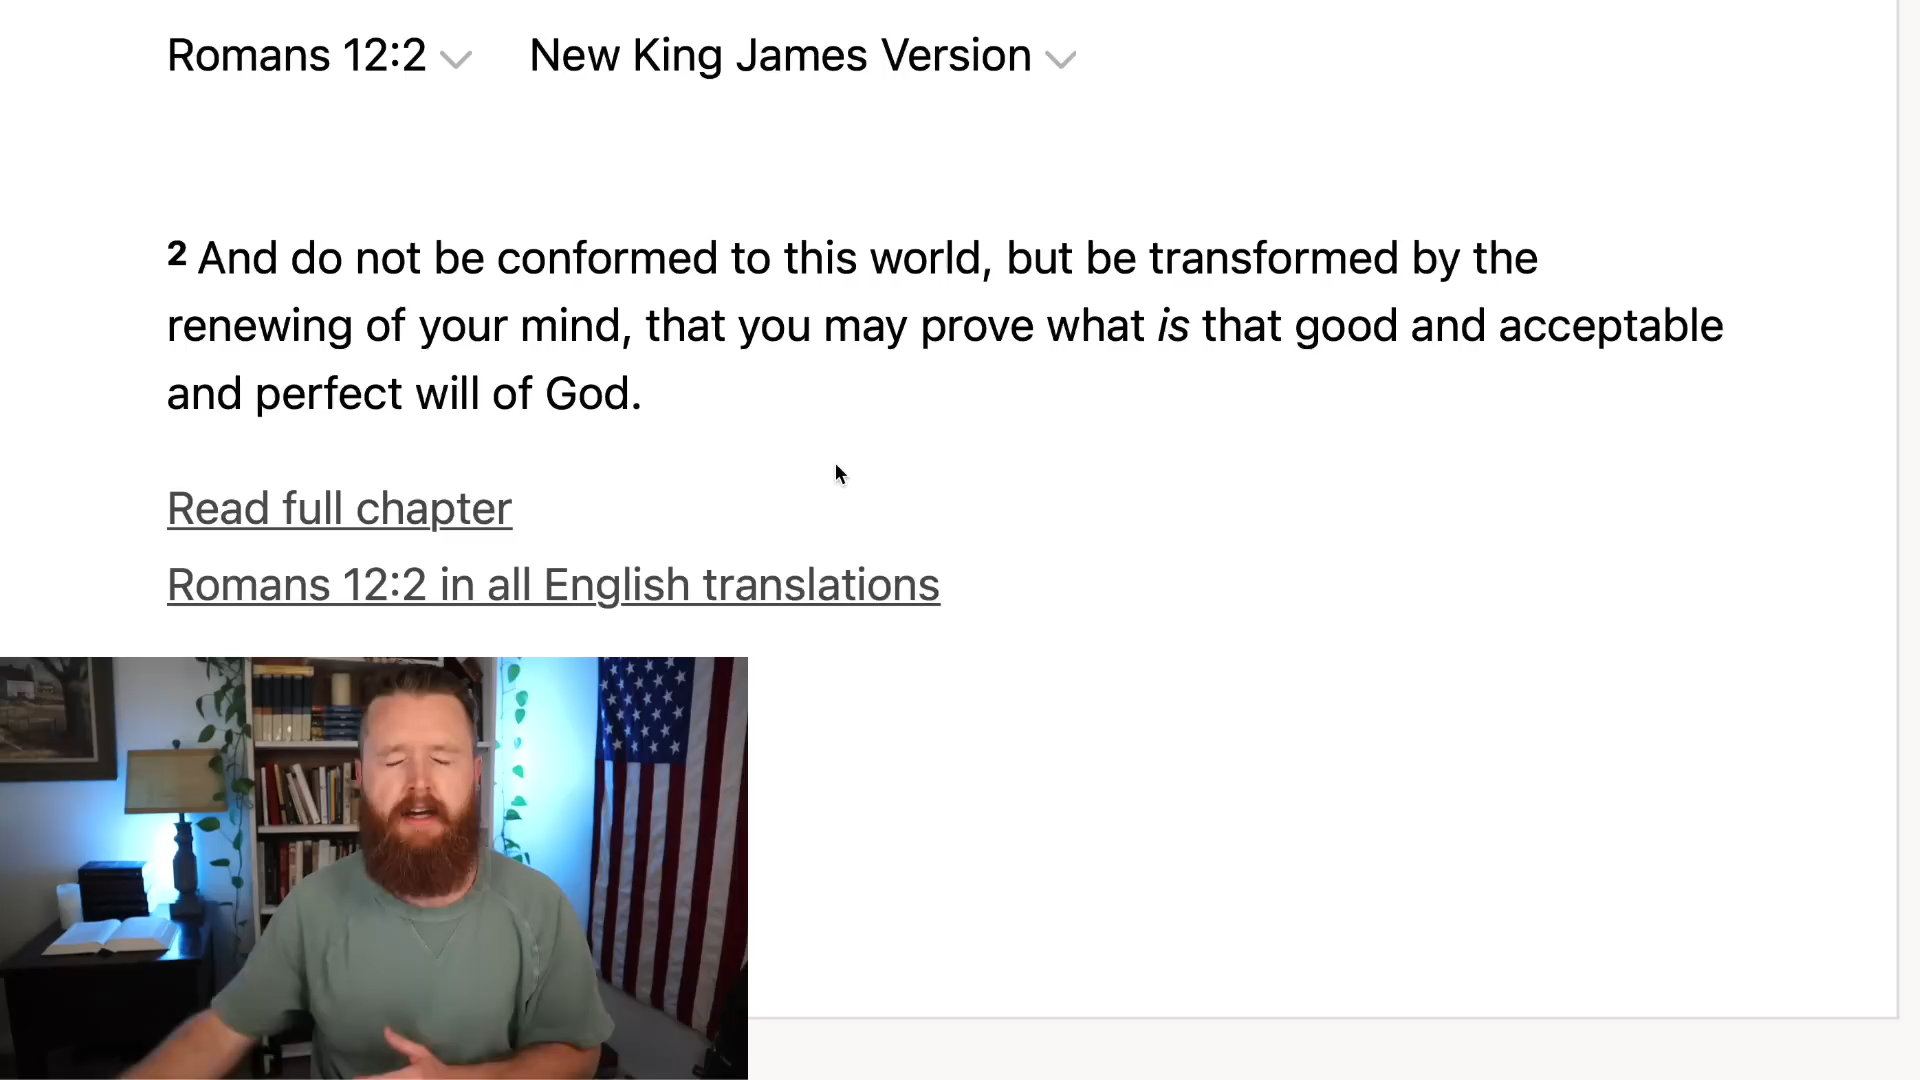 Romans 12:2 New King James Version
2 And do not be conformed to this world, but be transformed by the
renewing of your mind, that you may prove what is that good and acceptable
and perfect will of God.
Read full chapter
Romans 12:2 in all English translations